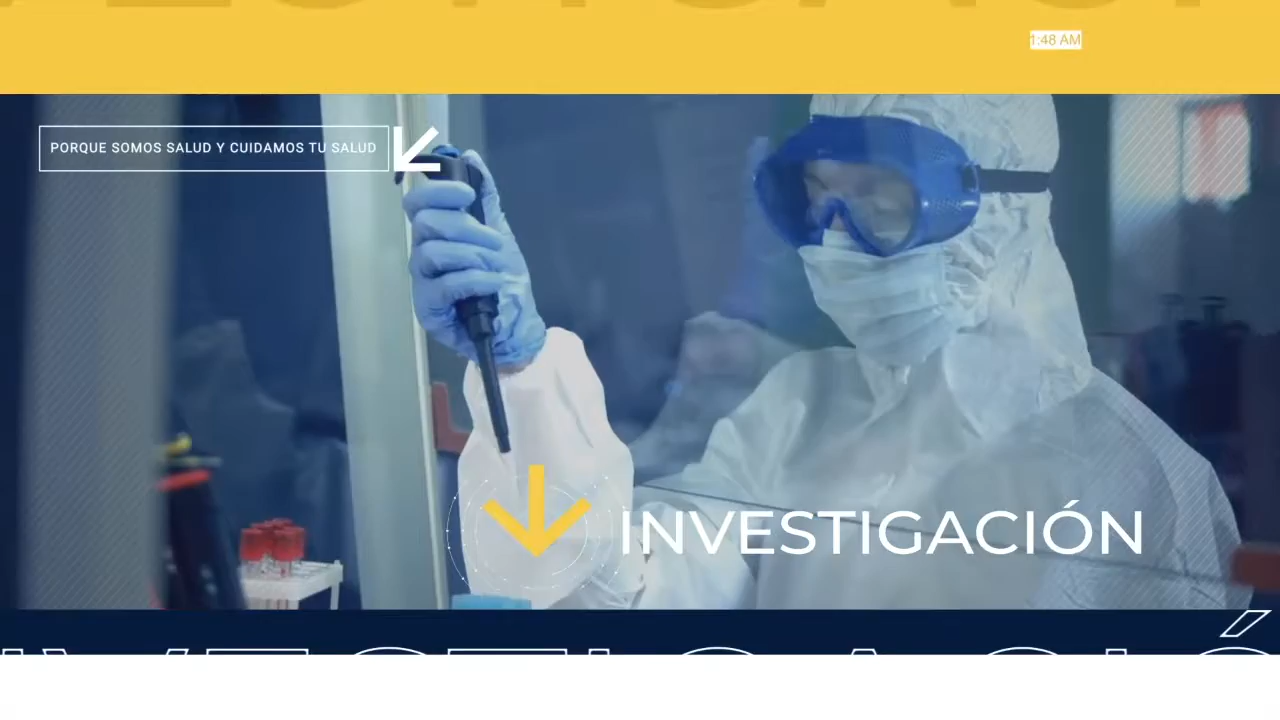 1:48 AM
PORQUE SOMOS SALUD Y CUIDAMOS TU SALUD
INVESTIGACIÓN